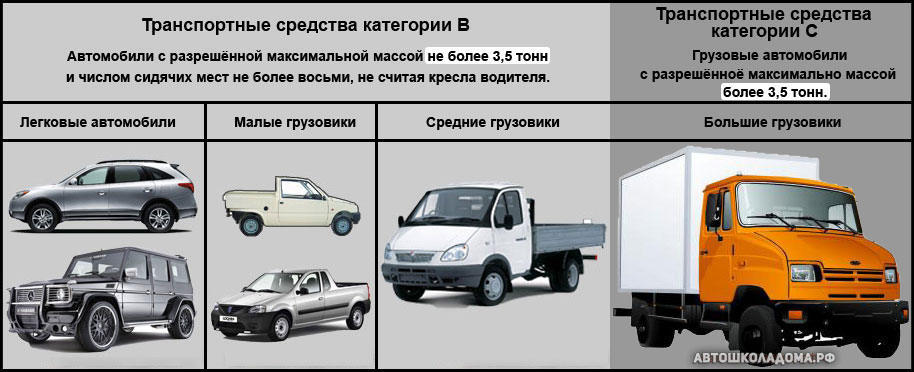 Транспортные средства категории В
Автомобили с разрешённой максимальной массой не более 3,5 тонн
и числом сидячих мест не более восьми, не считая кресла водителя.
Транспортные средства
категории С
Грузовые автомобили
с разрешённоё максимально массой
более 3,5 тонн.
Легковые автомобили
Малые грузовики
Средние грузовики
Большие грузовики
АВТОШКОЛАДОМА.РФ